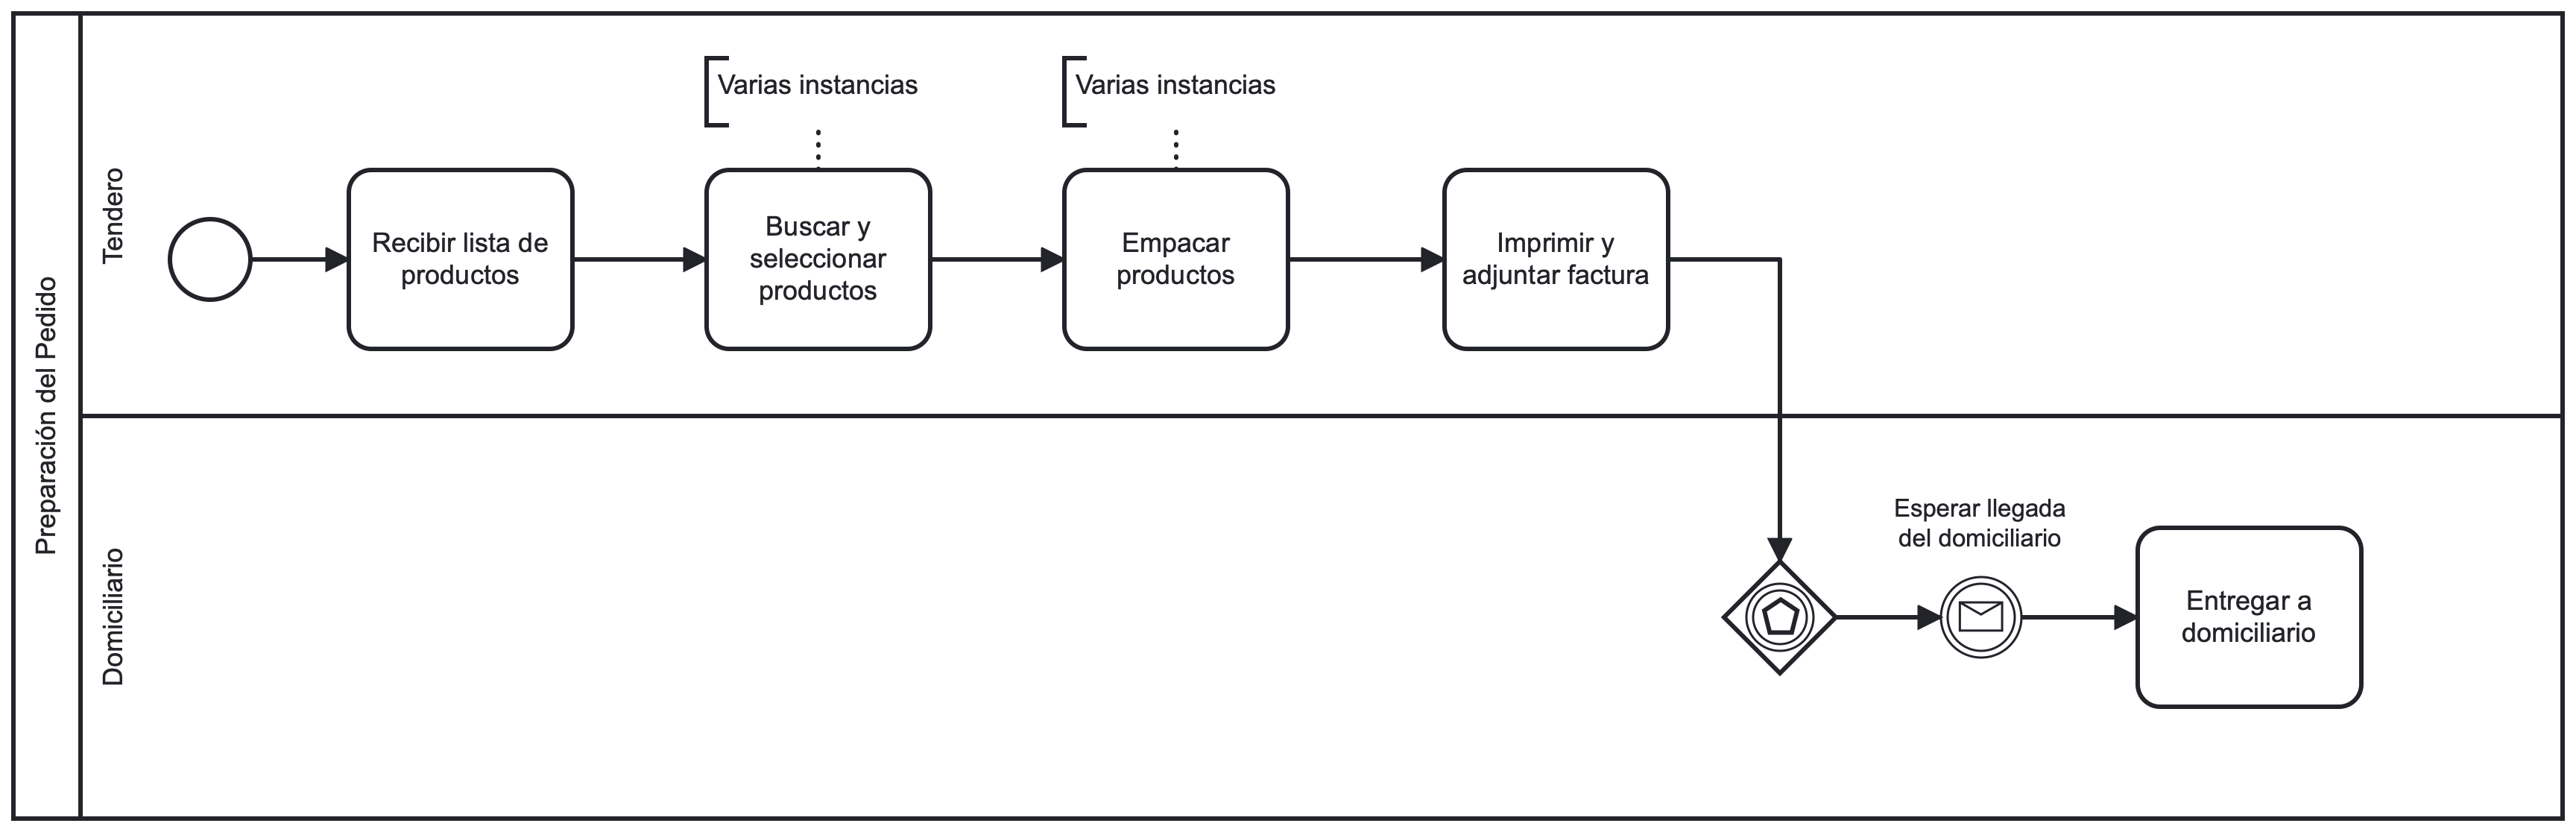 Preparación del Pedido
Tendero
Varias instancias
Varias instancias
Recibir lista de
productos
Buscar y
seleccionar
productos
Empacar
productos
Imprimir y
adjuntar factura
Domiciliario
Esperar llegada
del domiciliario
Entregar a
domiciliario